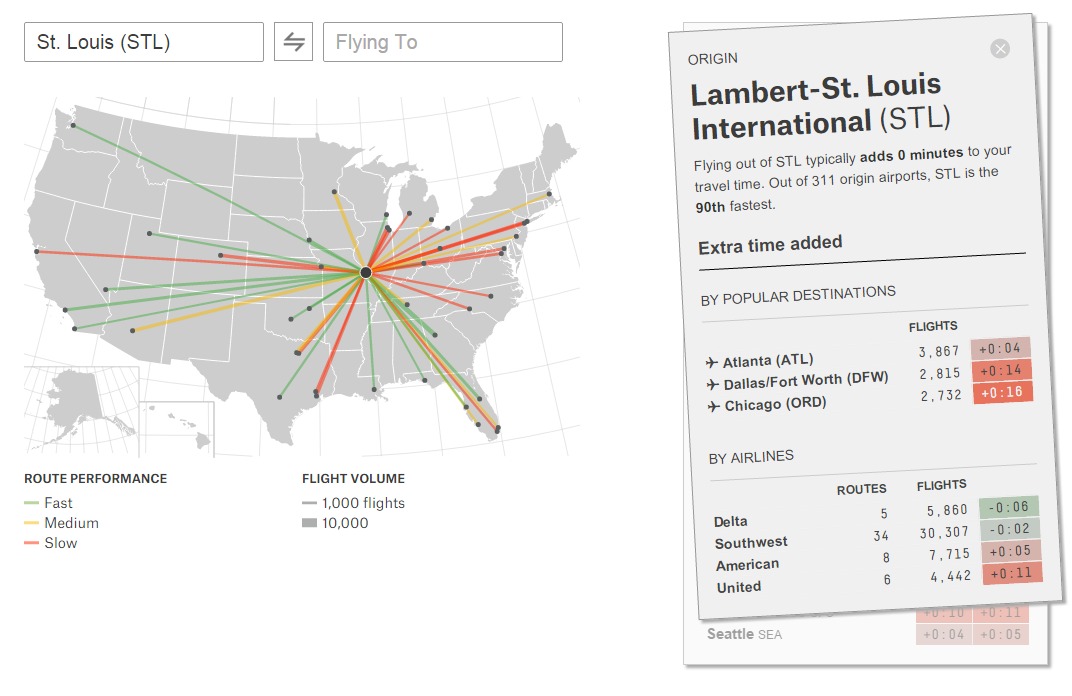 St. Louis (STL)
Flying To
ORIGIN
Lambert-St. Louis
International (STL)
Flying out of STL typically adds 0 minutes to your
travel time. Out of 311 origin airports, STL is the
90th fastest.
Extra time added
BY POPULAR DESTINATIONS
FLIGHTS
Atlanta (ATL) 3,867 +0:04
Dallas/Fort Worth (DFW) 2,815 +0:14
Chicago (ORD) 2,732 +0:16
BY AIRLINES
ROUTES FLIGHTS
Delta 5 5,860 -0:06
Southwest 34 30,307 -0:02
American 8 7,715 +0:05
United 6 4,442 +0:11
+0:10 +0:11
Seattle SEA +0:04 +0:05
ROUTE PERFORMANCE
Fast
Medium
Slow
FLIGHT VOLUME
1,000 flights
10,000